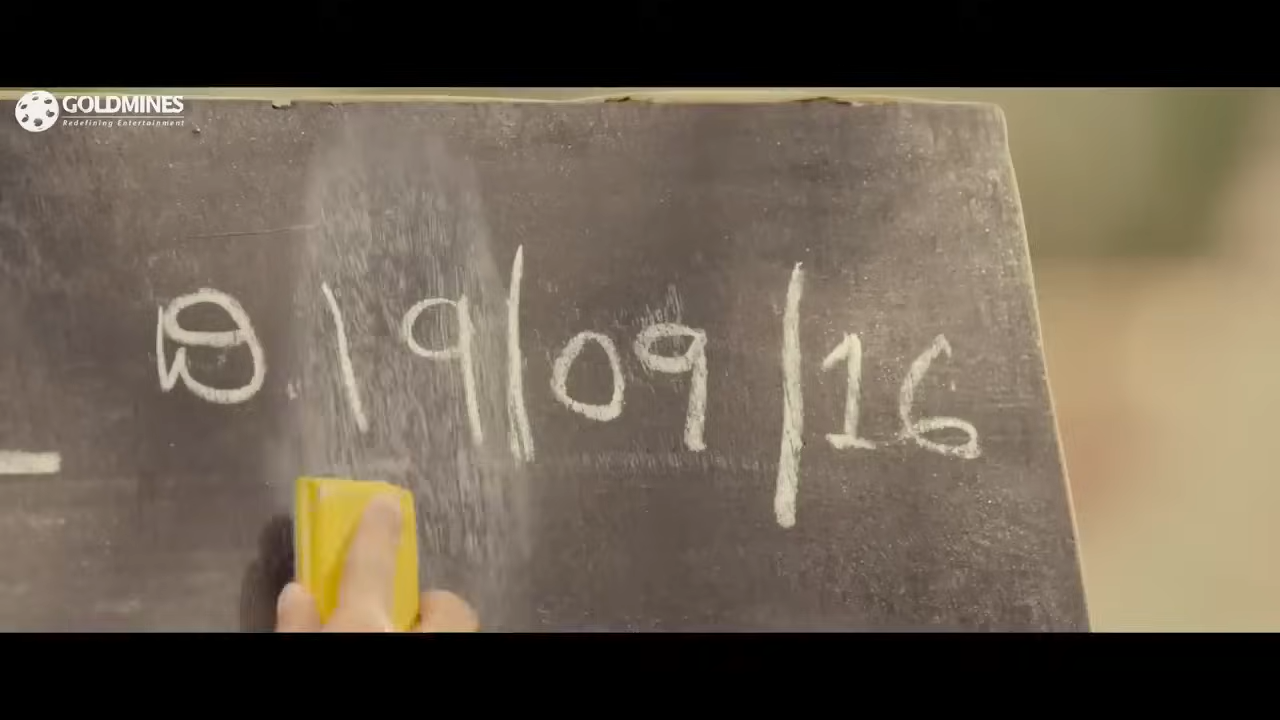 GOLDMINES
Redefining Entertainment
ది. 19/09/16